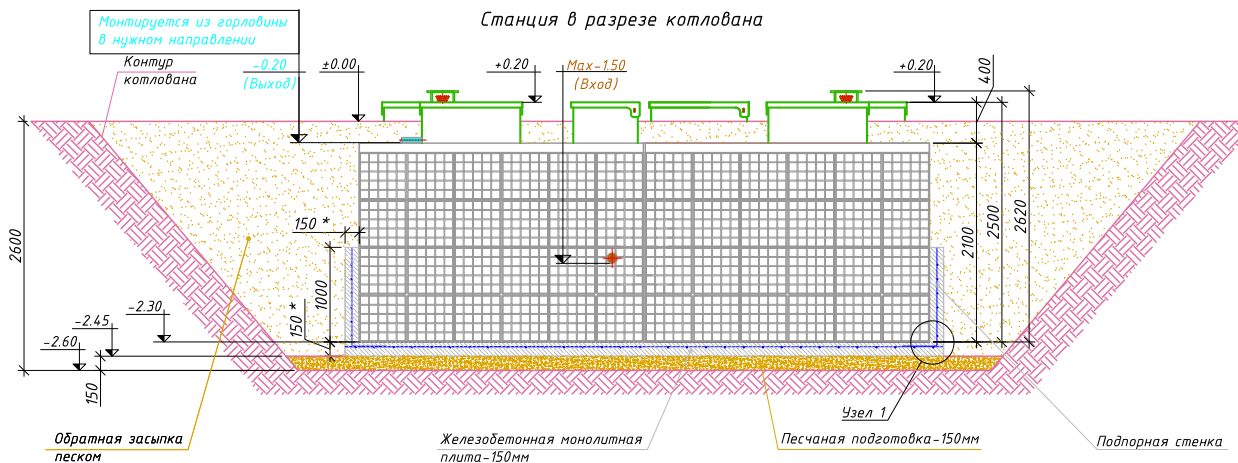 Станция в разрезе котлована
Монтируется из горловины
в нужном направлении
Контур
котлована
-0.20
(Выход)
±0.00
+0.20
Max-1.50
(Вход)
+0.20
400
2600
150 *
1000
150 *
2100
2500
2620
-2.30
-2.45
-2.60
150
Узел 1
Обратная засыпка
песком
Железобетонная монолитная
плита-150мм
Песчаная подготовка-150мм
Подпорная стенка